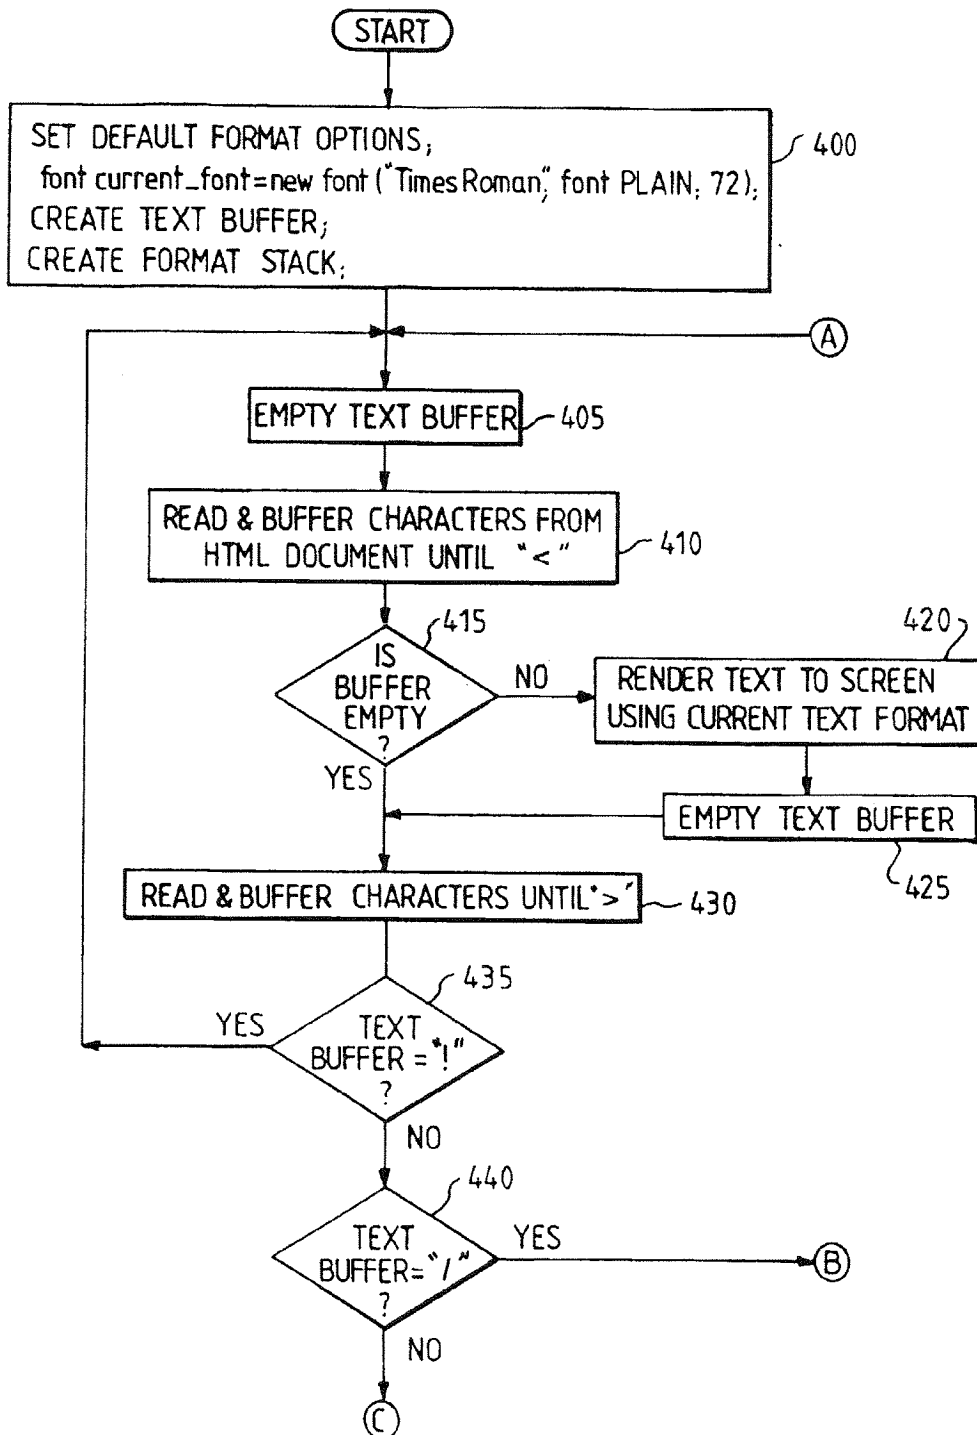 START
SET DEFAULT FORMAT OPTIONS;
font current_font=new font ("TimesRoman", font PLAIN; 72);
CREATE TEXT BUFFER;
CREATE FORMAT STACK;
400
A
EMPTY TEXT BUFFER
405
READ & BUFFER CHARACTERS FROM
HTML DOCUMENT UNTIL "<"
410
415
IS
BUFFER
EMPTY
?
NO
YES
420
RENDER TEXT TO SCREEN
USING CURRENT TEXT FORMAT
EMPTY TEXT BUFFER
425
READ & BUFFER CHARACTERS UNTIL ">"
430
435
YES
TEXT
BUFFER = "!"
?
NO
440
TEXT
BUFFER= "/"
?
YES
B
NO
C